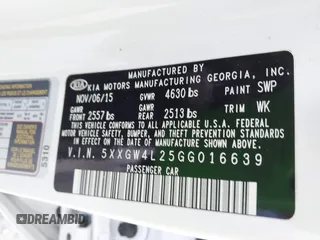 MANUFACTURED BY
KIA KIA MOTORS MANUFACTURING GEORGIA, INC.
NOV/06/15 GVWR 4630 lbs PAINT SWP
GAWR GAWR
FRONT 2557 lbs REAR 2513 lbs TRIM WK
THIS VEHICLE CONFORMS TO ALL APPLICABLE
U.S. FEDERAL MOTOR VEHICLE SAFETY,
BUMPER, AND THEFT PREVENTION STANDARDS
IN EFFECT ON THE DATE OF MANUFACTURE
SHOWN ABOVE.
V.I.N. 5XXGW4L25GG016639
PASSENGER CAR
5310
© DREAMBID